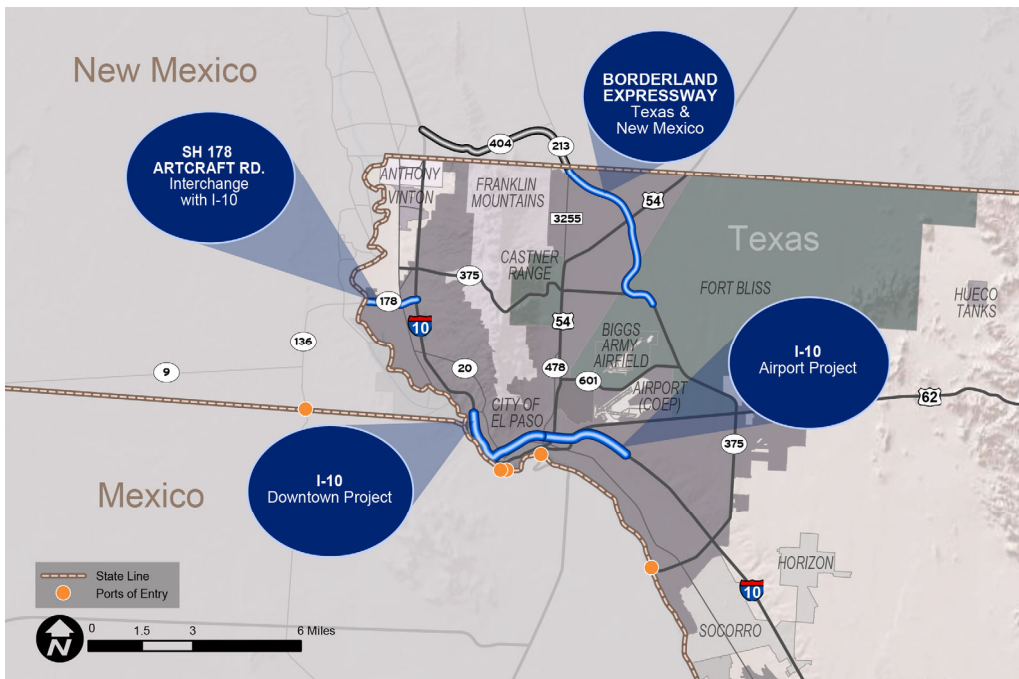 New Mexico
BORDERLAND
EXPRESSWAY
Texas &
New Mexico
SH 178
ARTCRAFT RD.
Interchange
with I-10
404
213
ANTHONY
VINTON
FRANKLIN
MOUNTAINS
54
3255
Texas
CASTNER
RANGE
375
FORT BLISS
HUECO
TANKS
178
10
54
BIGGS
ARMY
AIRFIELD
136
I-10
Airport Project
9
20
478
601
AIRPORT
(COEP)
62
CITY OF
EL PASO
375
I-10
Downtown Project
Mexico
HORIZON
State Line
Ports of Entry
10
SOCORRO
N
0
1.5
3
6 Miles